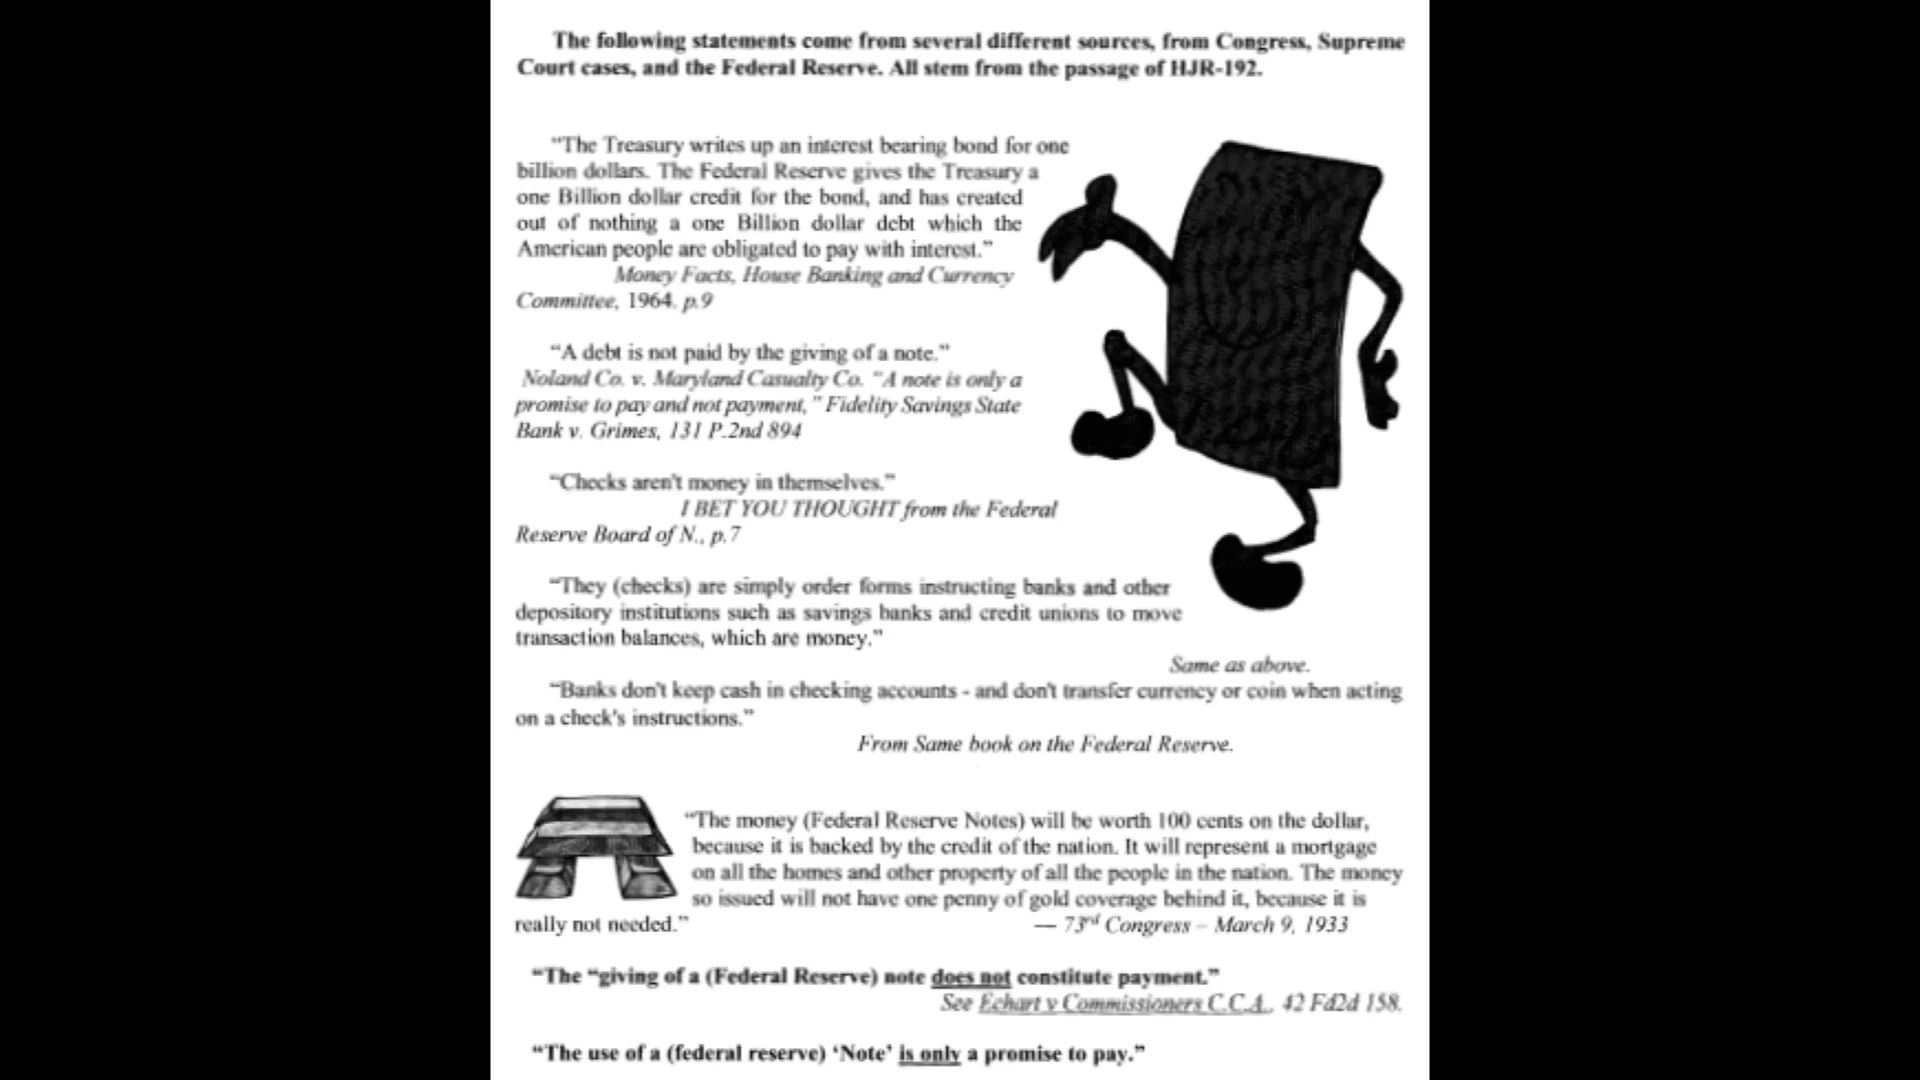 The following statements come from several different sources, from Congress, Supreme
Court cases, and the Federal Reserve. All stem from the passage of HJR-192.
“The Treasury writes up an interest bearing bond for one
billion dollars. The Federal Reserve gives the Treasury a
one Billion dollar credit for the bond, and has created
out of nothing a one Billion dollar debt which the
American people are obligated to pay with interest.”
Money Facts, House Banking and Currency
Committee, 1964. p.9
“A debt is not paid by the giving of a note.”
Noland Co. v. Maryland Casualty Co. “A note is only a
promise to pay and not payment,” Fidelity Savings State
Bank v. Grimes, 131 P.2nd 894
“Checks aren't money in themselves.”
I BET YOU THOUGHT from the Federal
Reserve Board of N., p.7
“They (checks) are simply order forms instructing banks and other
depository institutions such as savings banks and credit unions to move
transaction balances, which are money.”
Same as above.
“Banks don't keep cash in checking accounts - and don't transfer currency or coin when acting
on a check's instructions.”
From Same book on the Federal Reserve.
“The money (Federal Reserve Notes) will be worth 100 cents on the dollar,
because it is backed by the credit of the nation. It will represent a mortgage
on all the homes and other property of all the people in the nation. The money
so issued will not have one penny of gold coverage behind it, because it is
really not needed.” — 73rd Congress – March 9, 1933
“The “giving of a (Federal Reserve) note does not constitute payment.”
See Echart v Commissioners C.C.A., 42 Fd2d 158.
“The use of a (federal reserve) ‘Note’ is only a promise to pay.”